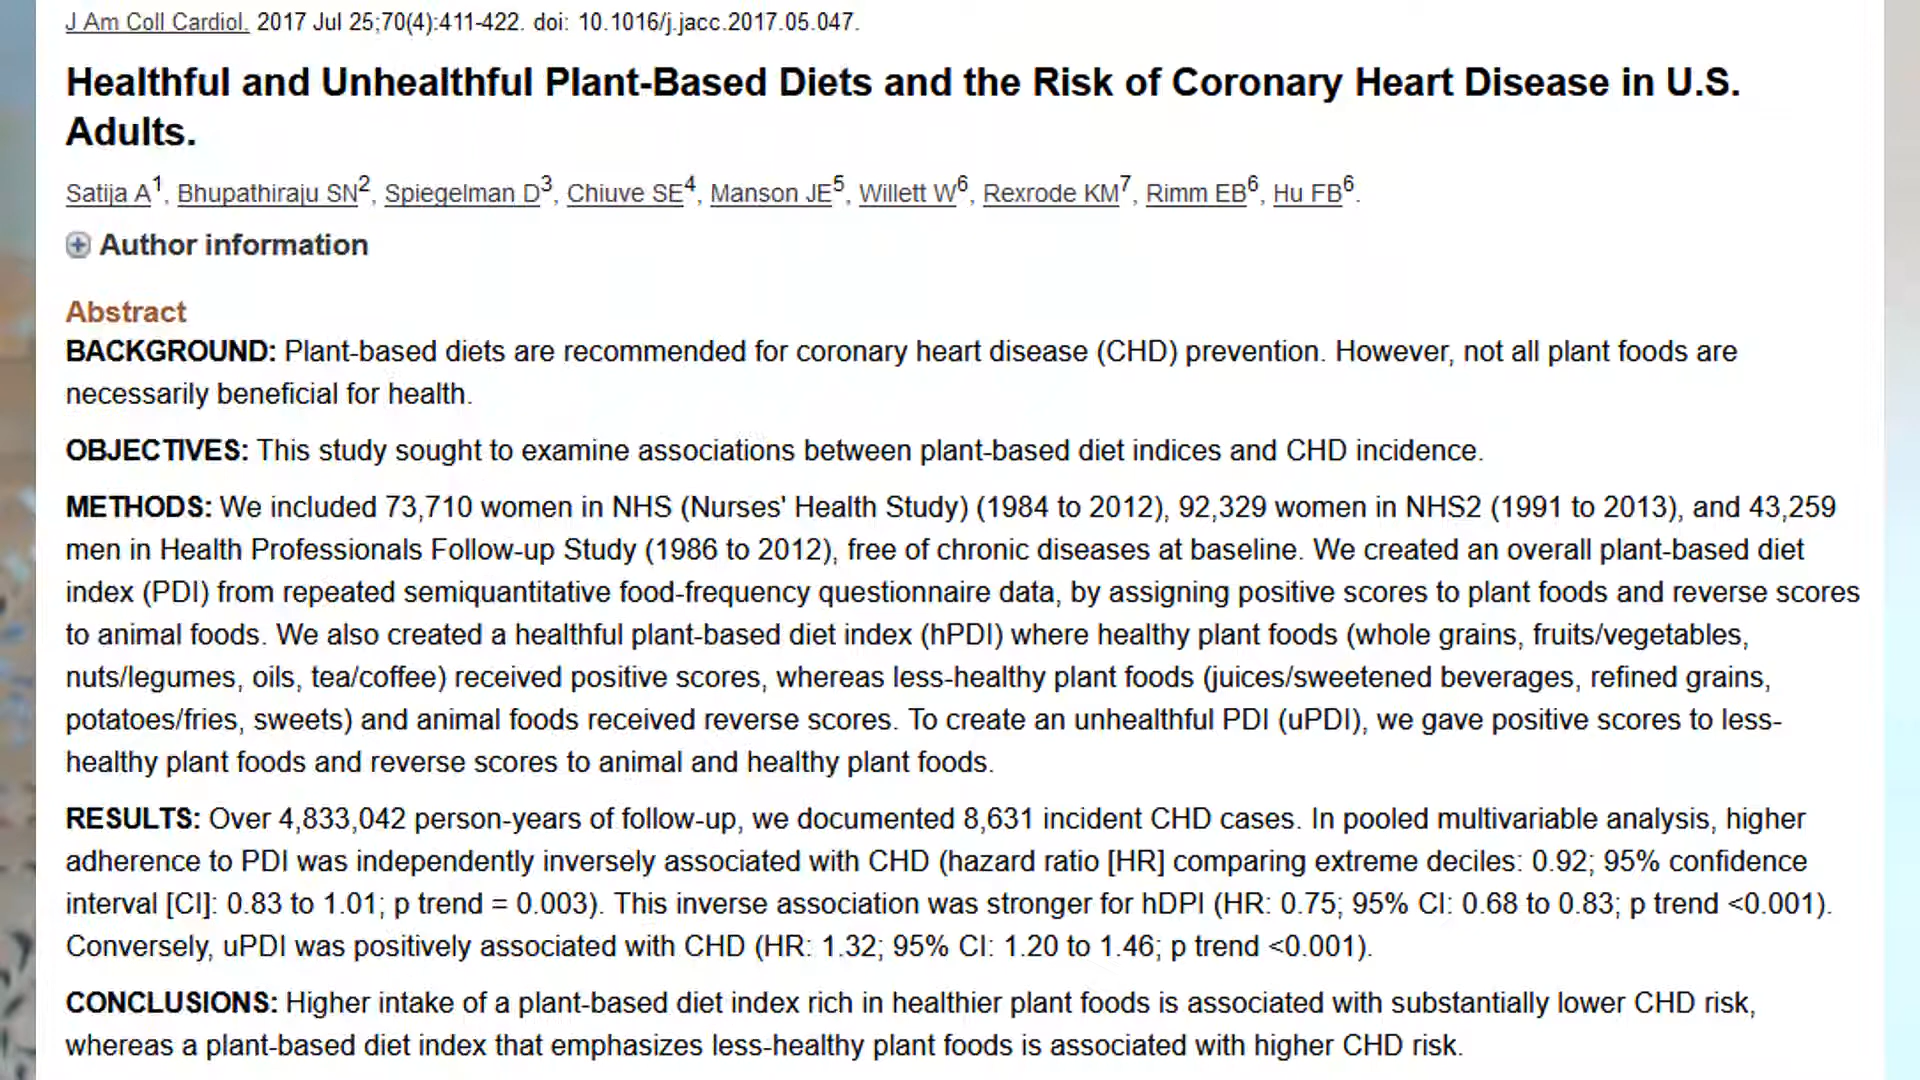 J Am Coll Cardiol. 2017 Jul 25;70(4):411-422. doi: 10.1016/j.jacc.2017.05.047.
Healthful and Unhealthful Plant-Based Diets and the Risk of Coronary Heart Disease in U.S.
Adults.
Satija A1, Bhupathiraju SN2, Spiegelman D3, Chiuve SE4, Manson JE5, Willett W6, Rexrode KM7, Rimm EB6, Hu FB6.
Author information
Abstract
BACKGROUND: Plant-based diets are recommended for coronary heart disease (CHD) prevention. However, not all plant foods are
necessarily beneficial for health.
OBJECTIVES: This study sought to examine associations between plant-based diet indices and CHD incidence.
METHODS: We included 73,710 women in NHS (Nurses' Health Study) (1984 to 2012), 92,329 women in NHS2 (1991 to 2013), and 43,259
men in Health Professionals Follow-up Study (1986 to 2012), free of chronic diseases at baseline. We created an overall plant-based diet
index (PDI) from repeated semiquantitative food-frequency questionnaire data, by assigning positive scores to plant foods and reverse scores
to animal foods. We also created a healthful plant-based diet index (hPDI) where healthy plant foods (whole grains, fruits/vegetables,
nuts/legumes, oils, tea/coffee) received positive scores, whereas less-healthy plant foods (juices/sweetened beverages, refined grains,
potatoes/fries, sweets) and animal foods received reverse scores. To create an unhealthful PDI (uPDI), we gave positive scores to less-
healthy plant foods and reverse scores to animal and healthy plant foods.
RESULTS: Over 4,833,042 person-years of follow-up, we documented 8,631 incident CHD cases. In pooled multivariable analysis, higher
adherence to PDI was independently inversely associated with CHD (hazard ratio [HR] comparing extreme deciles: 0.92; 95% confidence
interval [CI]: 0.83 to 1.01; p trend = 0.003). This inverse association was stronger for hDPI (HR: 0.75; 95% CI: 0.68 to 0.83; p trend <0.001).
Conversely, uPDI was positively associated with CHD (HR: 1.32; 95% CI: 1.20 to 1.46; p trend <0.001).
CONCLUSIONS: Higher intake of a plant-based diet index rich in healthier plant foods is associated with substantially lower CHD risk,
whereas a plant-based diet index that emphasizes less-healthy plant foods is associated with higher CHD risk.